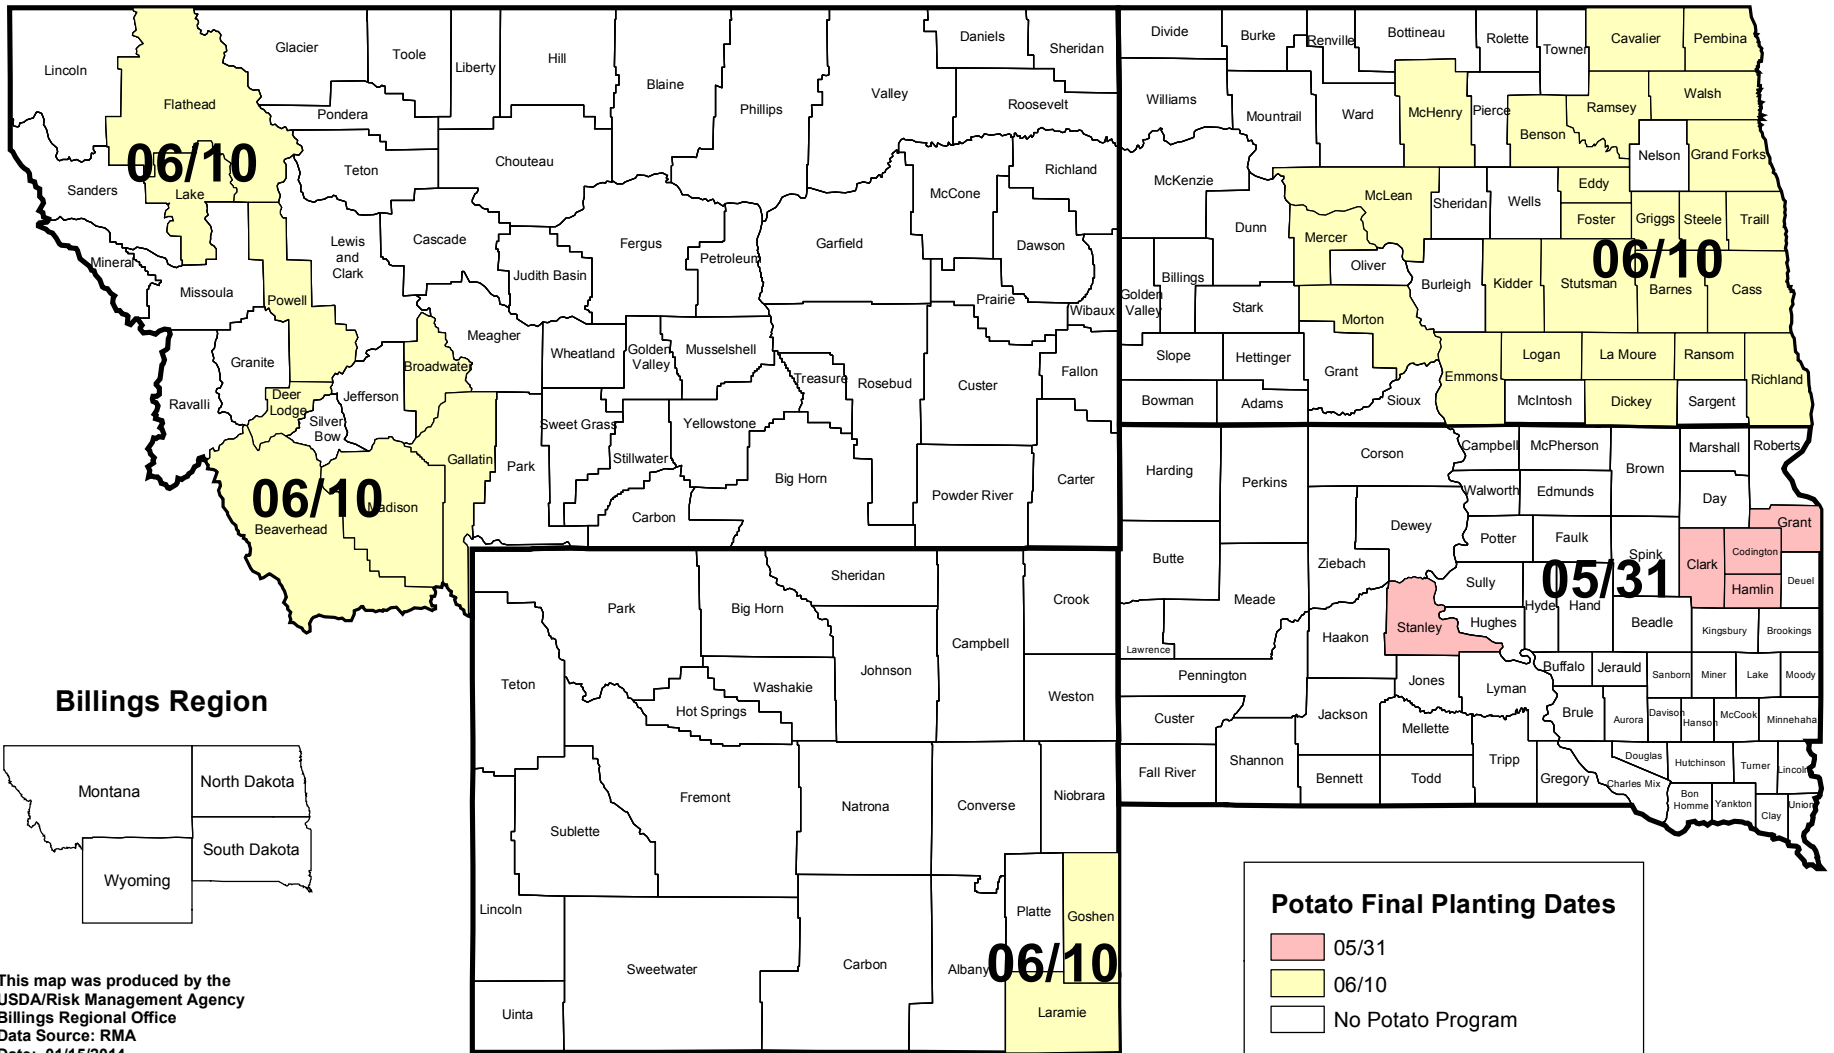 Lincoln
Flathead
Glacier
Toole
Liberty
Hill
Blaine
Phillips
Valley
Daniels
Sheridan
Roosevelt
Pondera
Teton
Chouteau
06/10
Lake
Sanders
Mineral
Missoula
Powell
Lewis
and
Clark
Cascade
Judith Basin
Fergus
Petroleum
Garfield
McCone
Richland
Dawson
Prairie
Wibaux
Meagher
Wheatland
Golden
Valley
Musselshell
Treasure
Rosebud
Custer
Fallon
Granite
Ravalli
Deer
Lodge
Silver
Bow
Jefferson
Broadwater
Gallatin
Park
Sweet Grass
Stillwater
Yellowstone
Carbon
Big Horn
Powder River
Carter
06/10
Madison
Beaverhead
Divide
Burke
Renville
Bottineau
Rolette
Towner
Cavalier
Pembina
Williams
Mountrail
Ward
McHenry
Pierce
Benson
Ramsey
Walsh
Nelson
Grand Forks
McKenzie
Dunn
McLean
Sheridan
Wells
Eddy
Foster
Griggs
Steele
Traill
06/10
Mercer
Oliver
Burleigh
Kidder
Stutsman
Barnes
Cass
Golden
Valley
Billings
Stark
Morton
Slope
Hettinger
Grant
Sioux
Emmons
Logan
La Moure
Ransom
Richland
Bowman
Adams
McIntosh
Dickey
Sargent
Harding
Perkins
Corson
Campbell
McPherson
Brown
Marshall
Roberts
Walworth
Edmunds
Day
Grant
Butte
Ziebach
Dewey
Potter
Faulk
Spink
05/31
Clark
Codington
Hamlin
Deuel
Meade
Sully
Hyde
Hand
Lawrence
Haakon
Stanley
Hughes
Beadle
Kingsbury
Brookings
Pennington
Jones
Lyman
Buffalo
Jerauld
Sanborn
Miner
Lake
Moody
Custer
Jackson
Mellette
Brule
Aurora
Davison
Hanson
McCook
Minnehaha
Fall River
Shannon
Bennett
Todd
Tripp
Gregory
Charles Mix
Douglas
Hutchinson
Turner
Lincoln
Bon
Homme
Yankton
Clay
Union
Park
Big Horn
Sheridan
Campbell
Crook
Teton
Washakie
Hot Springs
Johnson
Weston
Fremont
Sublette
Natrona
Converse
Niobrara
Lincoln
Uinta
Sweetwater
Carbon
Albany
Platte
Goshen
06/10
Laramie
Billings Region
Montana
North Dakota
South Dakota
Wyoming
This map was produced by the
USDA/Risk Management Agency
Billings Regional Office
Data Source: RMA
Date: 01/15/2014
Potato Final Planting Dates
05/31
06/10
No Potato Program